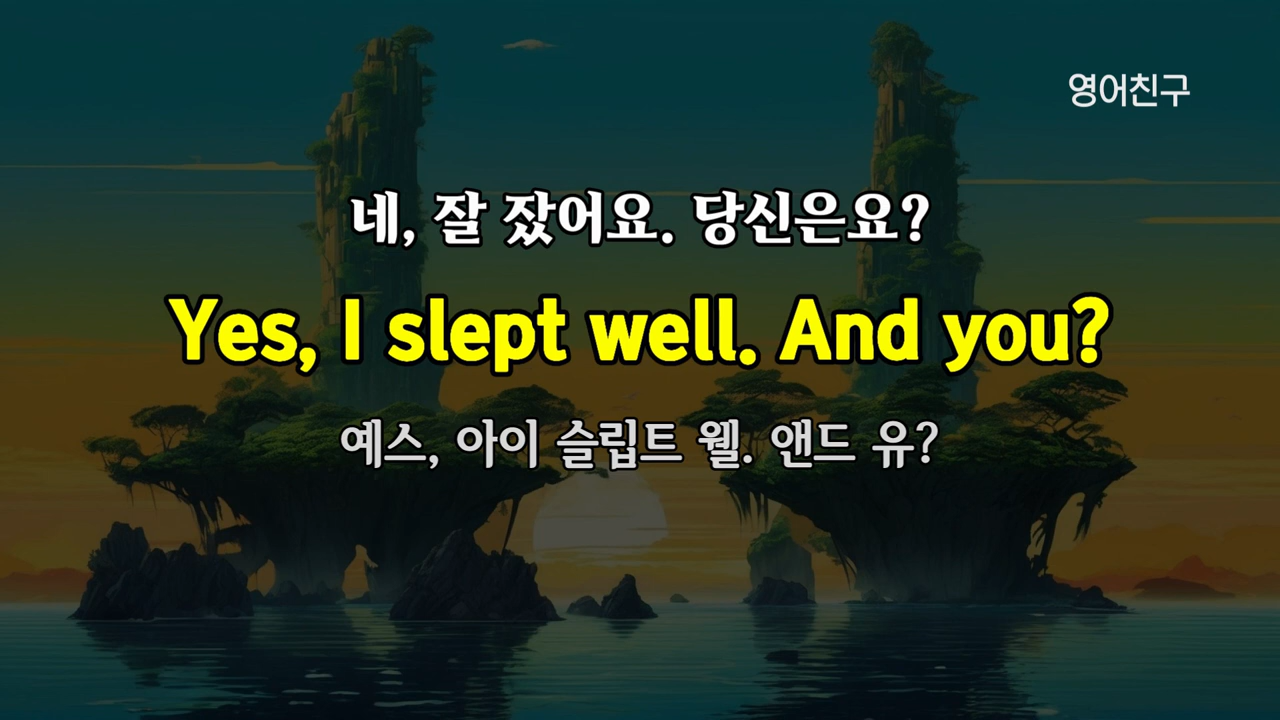 영어친구
네, 잘 잤어요. 당신은요?
Yes, I slept well. And you?
예스, 아이 슬립트 웰. 앤드 유?